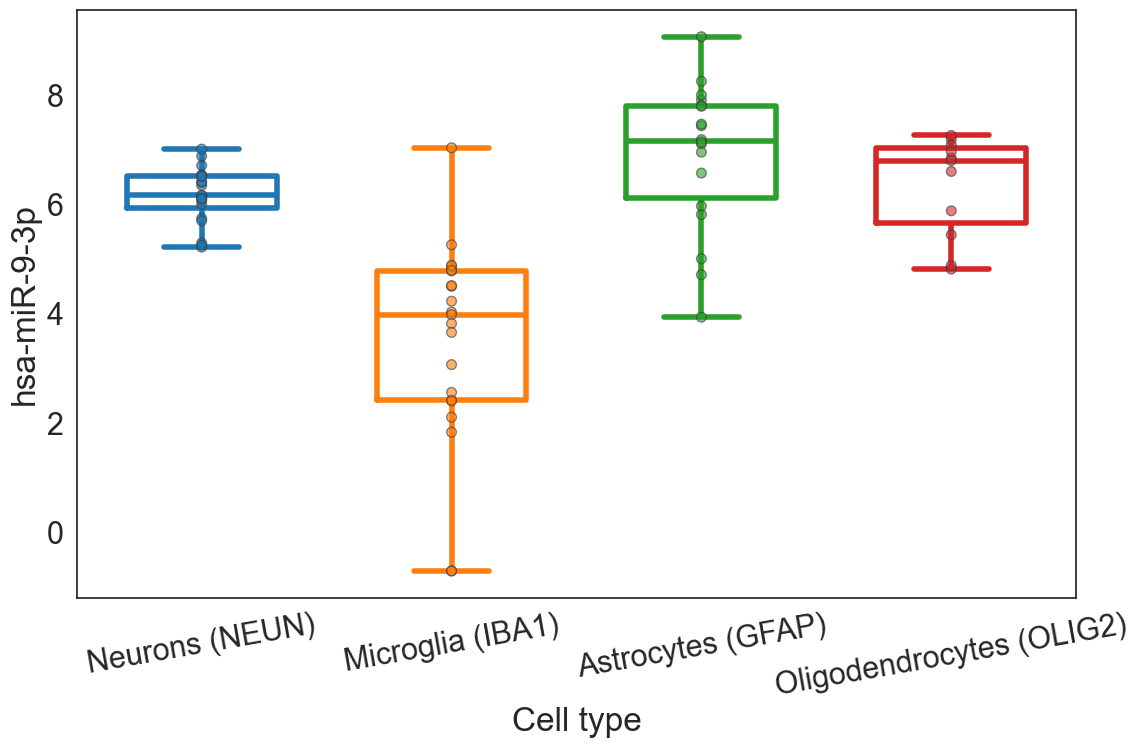 hsa-miR-9-3p
8
6
4
2
0
Neurons (NEUN)
Microglia (IBA1)
Astrocytes (GFAP)
Oligodendrocytes (OLIG2)
Cell type